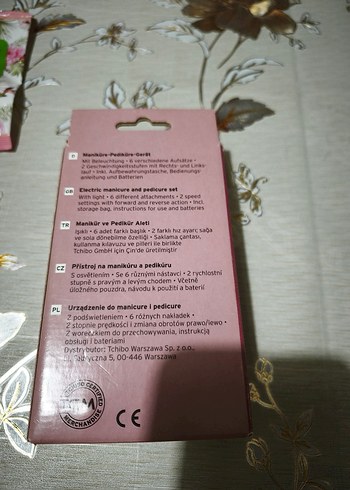 D Maniküre-Pediküre-Gerät
Mit Beleuchtung • 6 verschiedene Aufsätze •
2 Geschwindigkeitsstufen mit Rechts- und Links-
lauf • Inkl. Aufbewahrungstasche, Bedienungs-
anleitung und Batterien
GB Electric manicure and pedicure set
With light • 6 different attachments • 2 speed
settings with forward and reverse action • Incl.
storage bag, instructions for use and batteries
TR Manikür ve Pedikür Aleti
Işıklı • 6 adet farklı başlık • 2 farklı hız ayarı; sağa
ve sola dönebilme özelliği • Saklama çantası,
kullanma kılavuzu ve pilleri ile birlikte
Tchibo GmbH için Çin'de üretilmiştir
CZ Přístroj na manikúru a pedikúru
S osvětlením • Se 6 různými nástavci • 2 rychlostní
stupně s pravým a levým chodem • Včetně
úložného pouzdra, návodu k použití a baterií
PL Urządzenie do manicure i pedicure
Z podświetleniem • 6 różnych nakładek •
2 stopnie prędkości i zmiana obrotów prawo/lewo •
Z woreczkiem do przechowywania, instrukcją
obsługi i bateriami
Dystrybutor: Tchibo Warszawa Sp. z o.o.,
5, 00-446 Warszawa
CERTIFIED
MERCHANDISE
CE